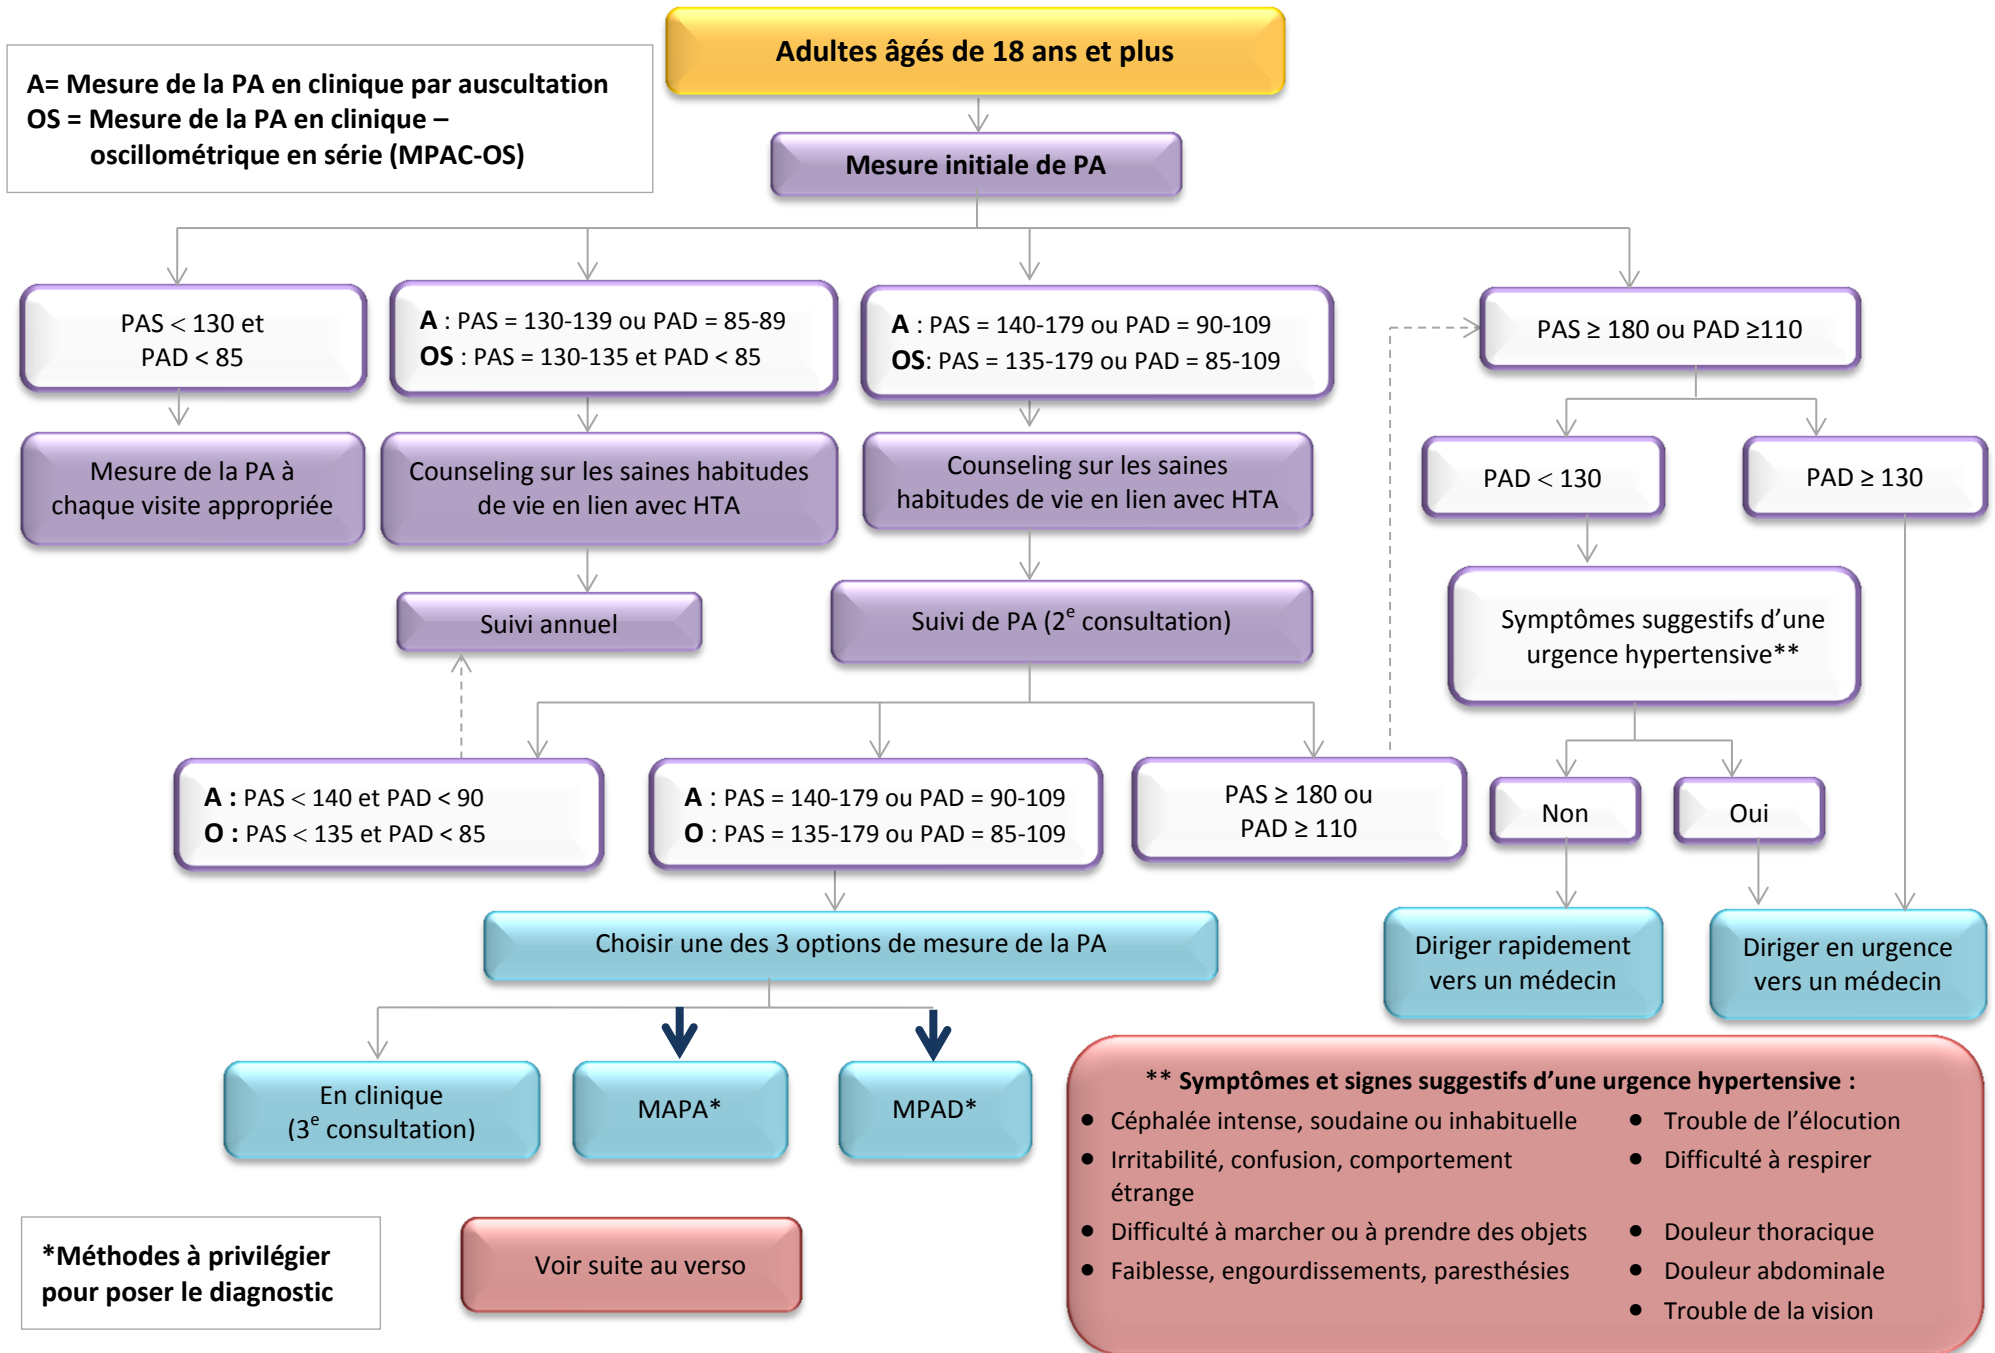 Adultes âgés de 18 ans et plus
A= Mesure de la PA en clinique par auscultation
OS = Mesure de la PA en clinique –
oscillométrique en série (MPAC-OS)
Mesure initiale de PA
PAS < 130 et
PAD < 85
A : PAS = 130-139 ou PAD = 85-89
OS : PAS = 130-135 et PAD < 85
A : PAS = 140-179 ou PAD = 90-109
OS: PAS = 135-179 ou PAD = 85-109
PAS ≥ 180 ou PAD ≥110
Mesure de la PA à
chaque visite appropriée
Counseling sur les saines habitudes
de vie en lien avec HTA
Counseling sur les saines
habitudes de vie en lien avec HTA
PAD < 130
PAD ≥ 130
Suivi annuel
Suivi de PA (2e consultation)
Symptômes suggestifs d’une
urgence hypertensive**
A : PAS < 140 et PAD < 90
O : PAS < 135 et PAD < 85
A : PAS = 140-179 ou PAD = 90-109
O : PAS = 135-179 ou PAD = 85-109
PAS ≥ 180 ou
PAD ≥ 110
Non
Oui
Choisir une des 3 options de mesure de la PA
Diriger rapidement
vers un médecin
Diriger en urgence
vers un médecin
En clinique
(3e consultation)
MAPA*
MPAD*
** Symptômes et signes suggestifs d’une urgence hypertensive :
• Céphalée intense, soudaine ou inhabituelle
• Irritabilité, confusion, comportement
étrange
• Difficulté à marcher ou à prendre des objets
• Faiblesse, engourdissements, paresthésies
• Trouble de l’élocution
• Difficulté à respirer
• Douleur thoracique
• Douleur abdominale
• Trouble de la vision
*Méthodes à privilégier
pour poser le diagnostic
Voir suite au verso